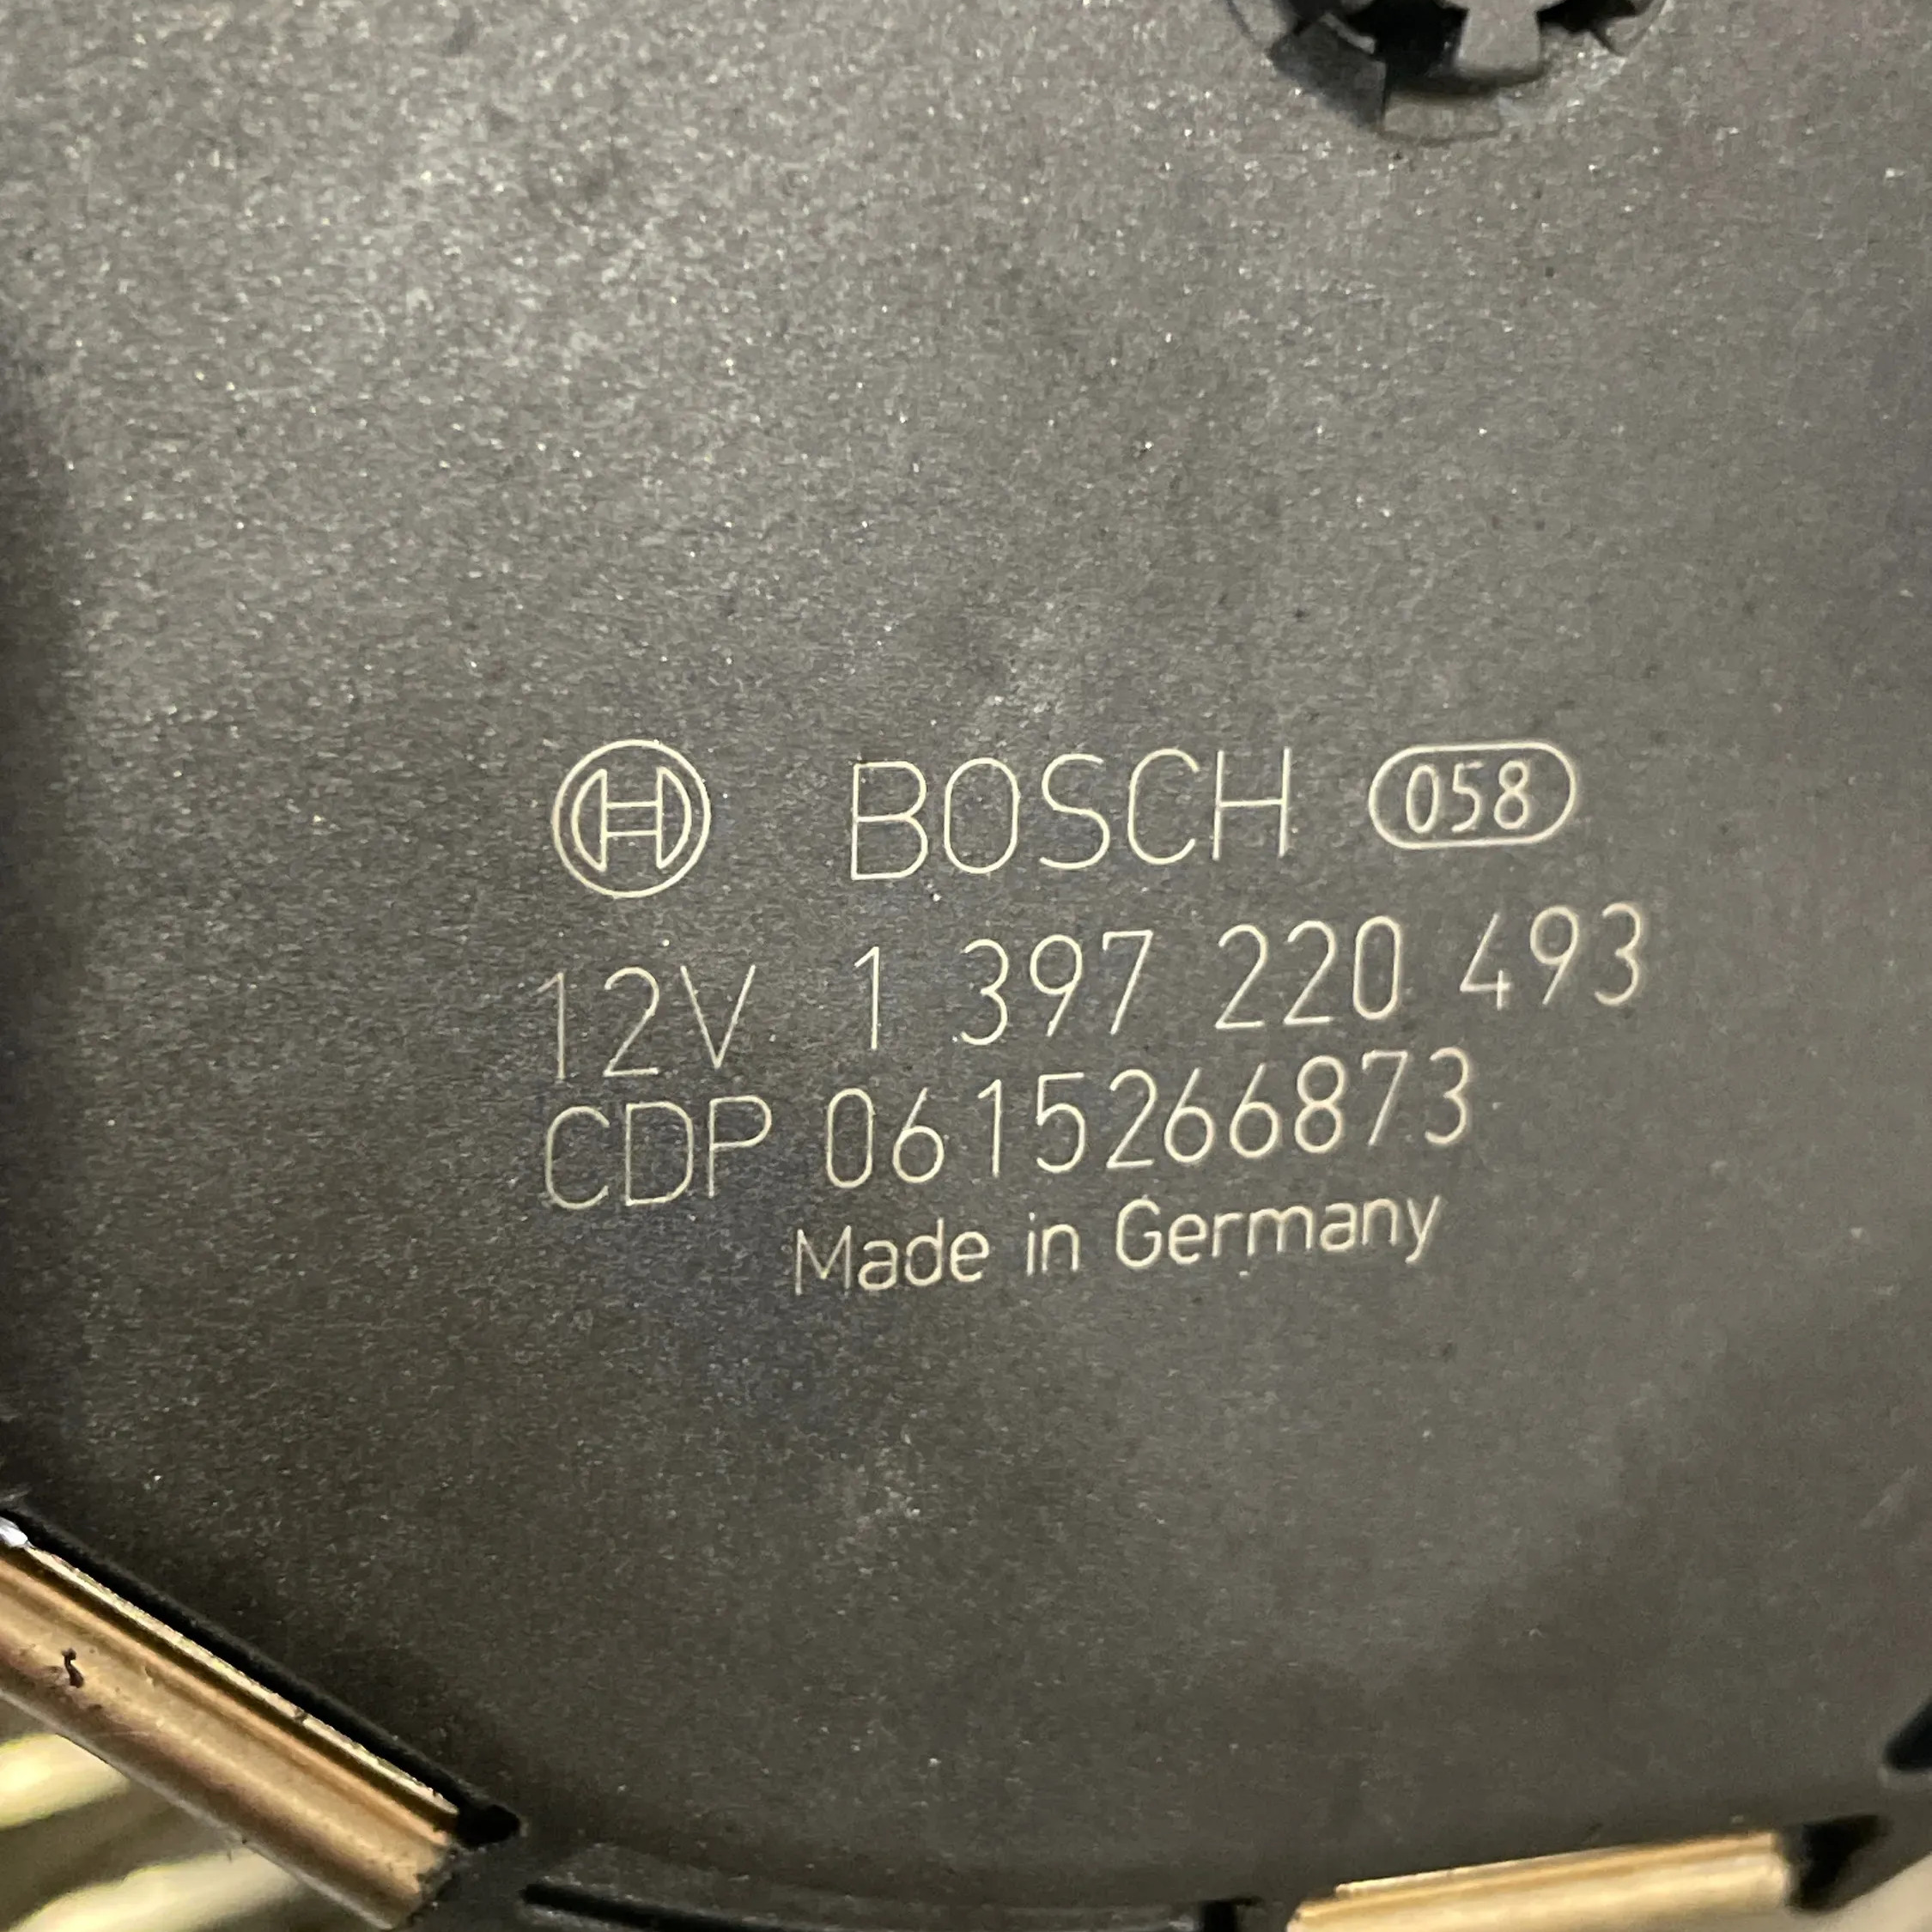 BOSCH 058
12V 1 397 220 493
CDP 0615266873
Made in Germany